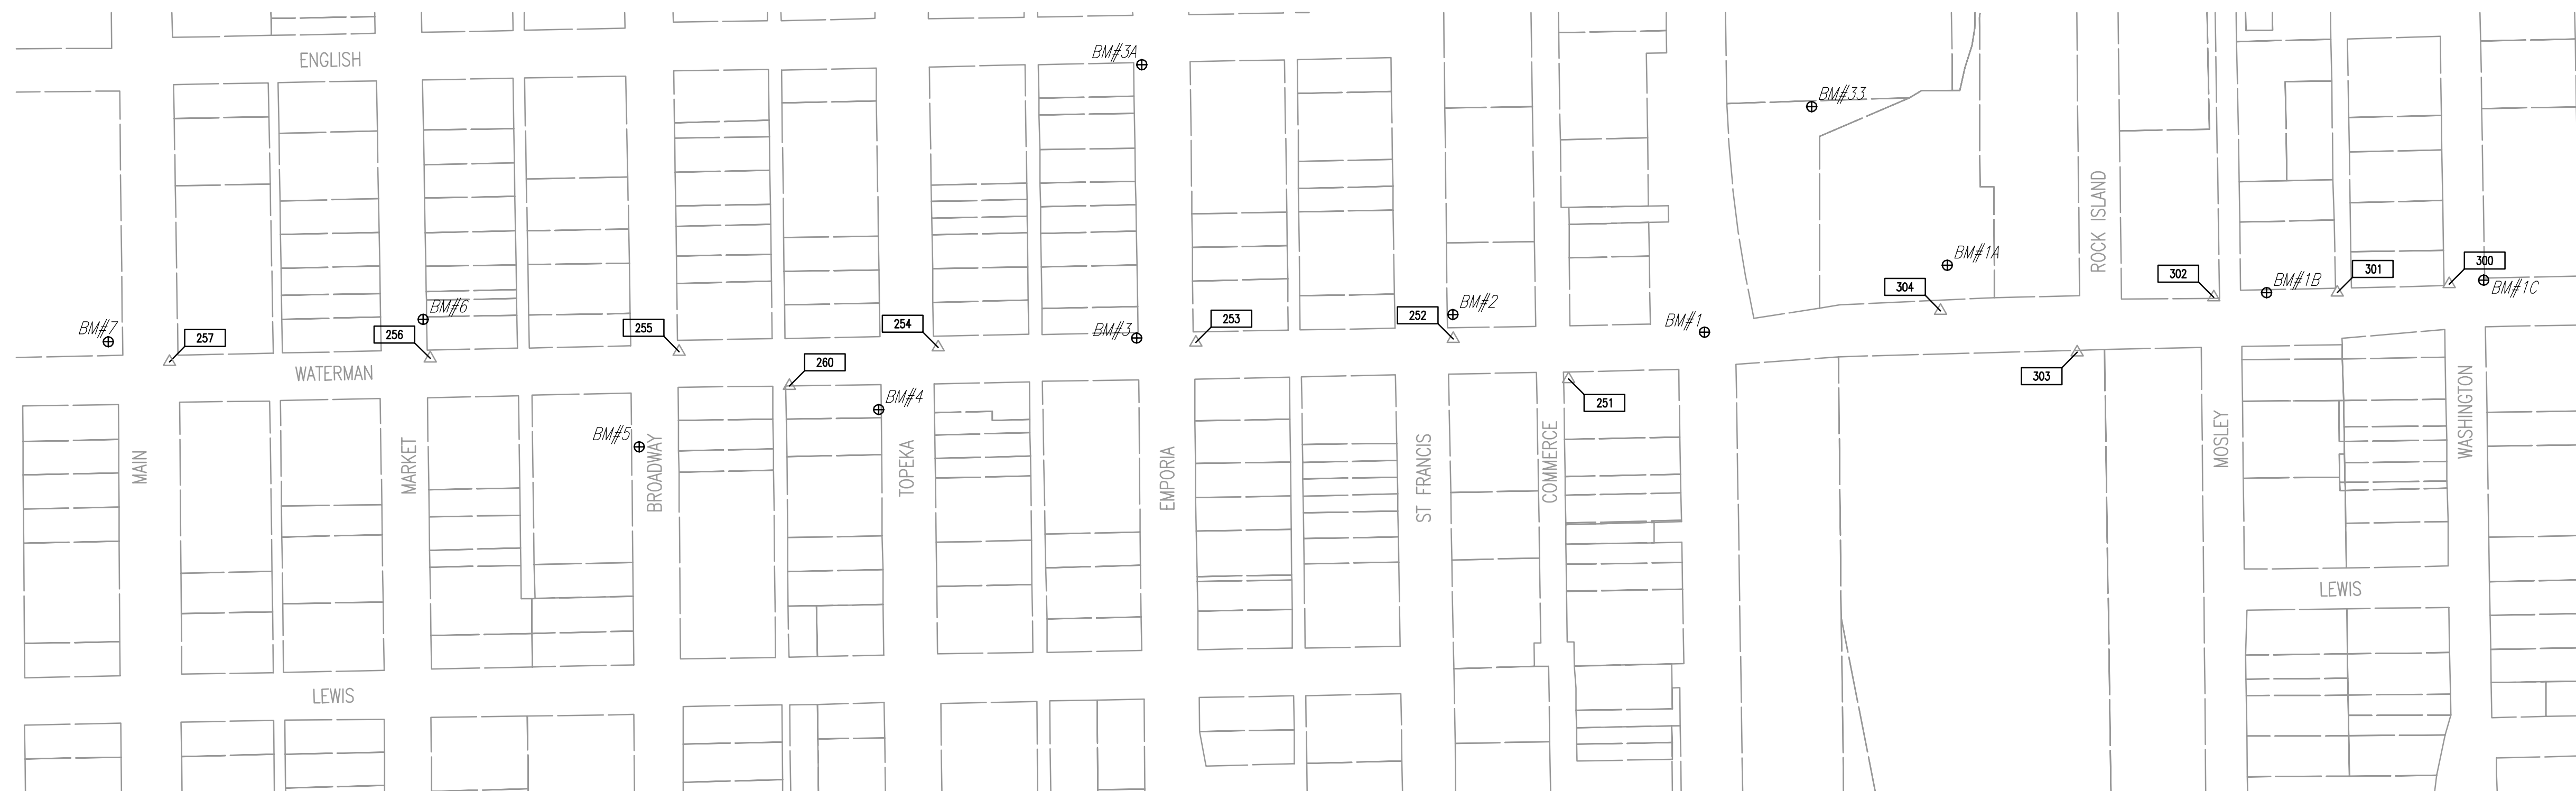 BM#3A
ENGLISH
BM#33
ROCK ISLAND
BM#1A
300
301
302
BM#1B
BM#1C
304
BM#6
BM#2
252
253
BM#1
254
255
BM#7
256
257
BM#3
260
WATERMAN
303
BM#4
251
BM#5
MAIN
MARKET
BROADWAY
TOPEKA
EMPORIA
ST FRANCIS
COMMERCE
MOSLEY
WASHINGTON
LEWIS
LEWIS